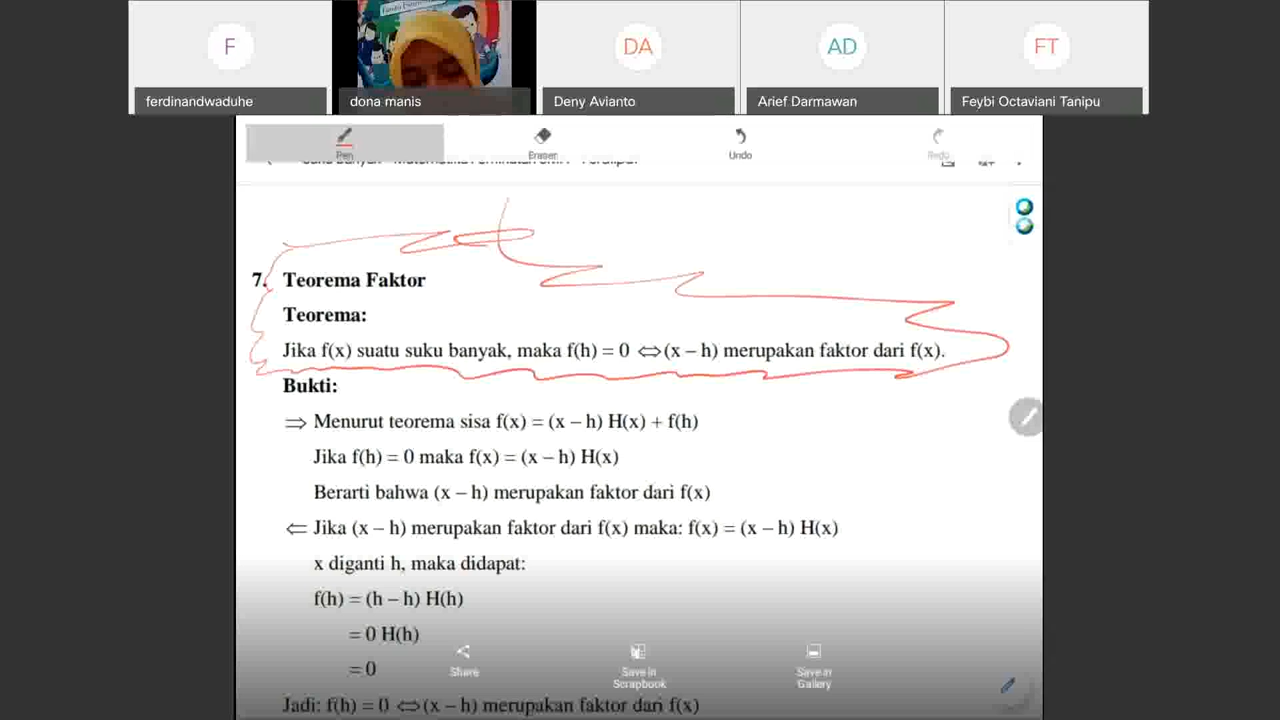 F
DA
AD
FT
ferdinandwaduhe
dona manis
Deny Avianto
Arief Darmawan
Feybi Octaviani Tanipu
Pen
Eraser
Undo
Redo
7. Teorema Faktor
Teorema:
Jika f(x) suatu suku banyak, maka f(h) = 0 ⇔ (x – h) merupakan faktor dari f(x).
Bukti:
⇒ Menurut teorema sisa f(x) = (x – h) H(x) + f(h)
Jika f(h) = 0 maka f(x) = (x – h) H(x)
Berarti bahwa (x – h) merupakan faktor dari f(x)
⇐ Jika (x – h) merupakan faktor dari f(x) maka: f(x) = (x – h) H(x)
x diganti h, maka didapat:
f(h) = (h – h) H(h)
= 0 H(h)
= 0
Share
Save in
Scrapbook
Save in
Gallery
Jadi: f(h) = 0 ⇔ (x – h) merupakan faktor dari f(x)